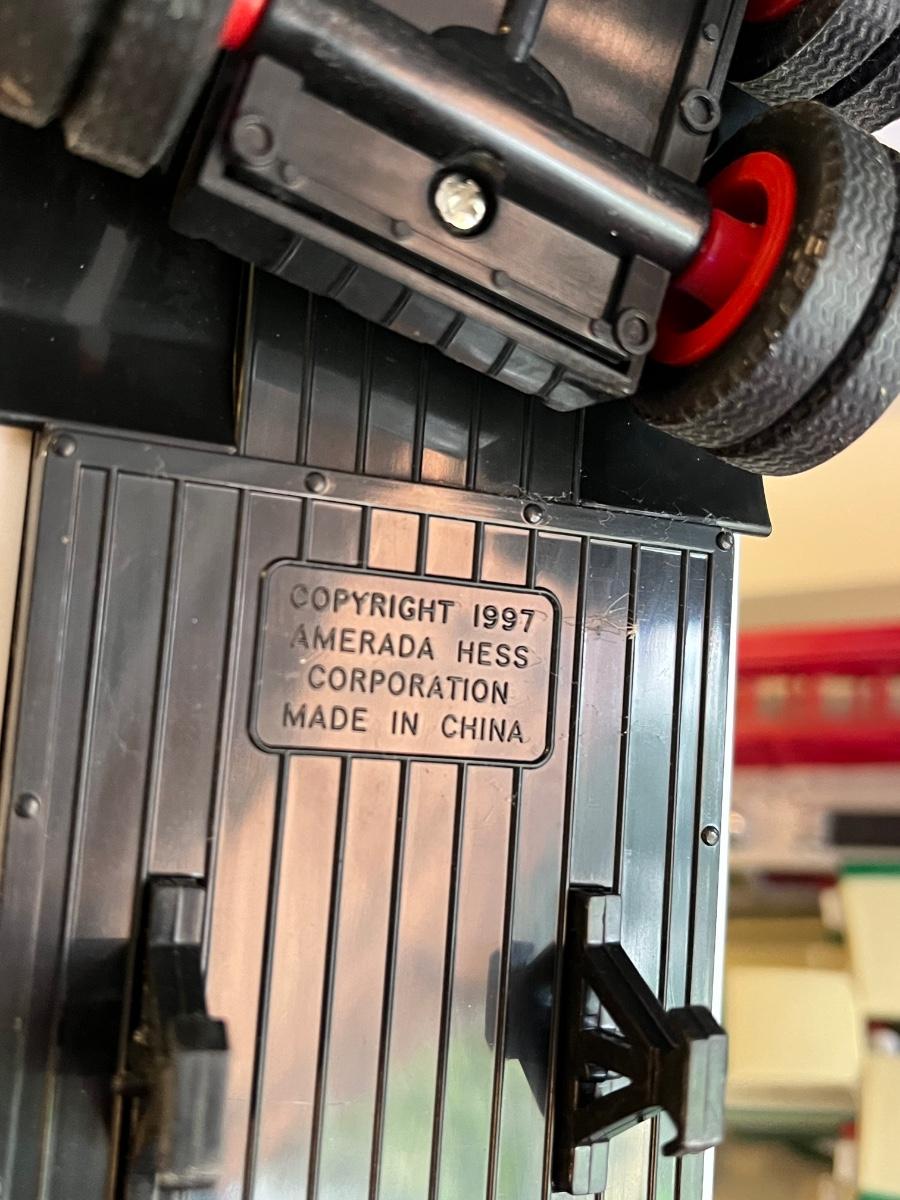 COPYRIGHT 1997
AMERADA HESS
CORPORATION
MADE IN CHINA